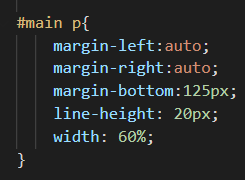 #main p{
    margin-left:auto;
    margin-right:auto;
    margin-bottom:125px;
    line-height: 20px;
    width: 60%;
}